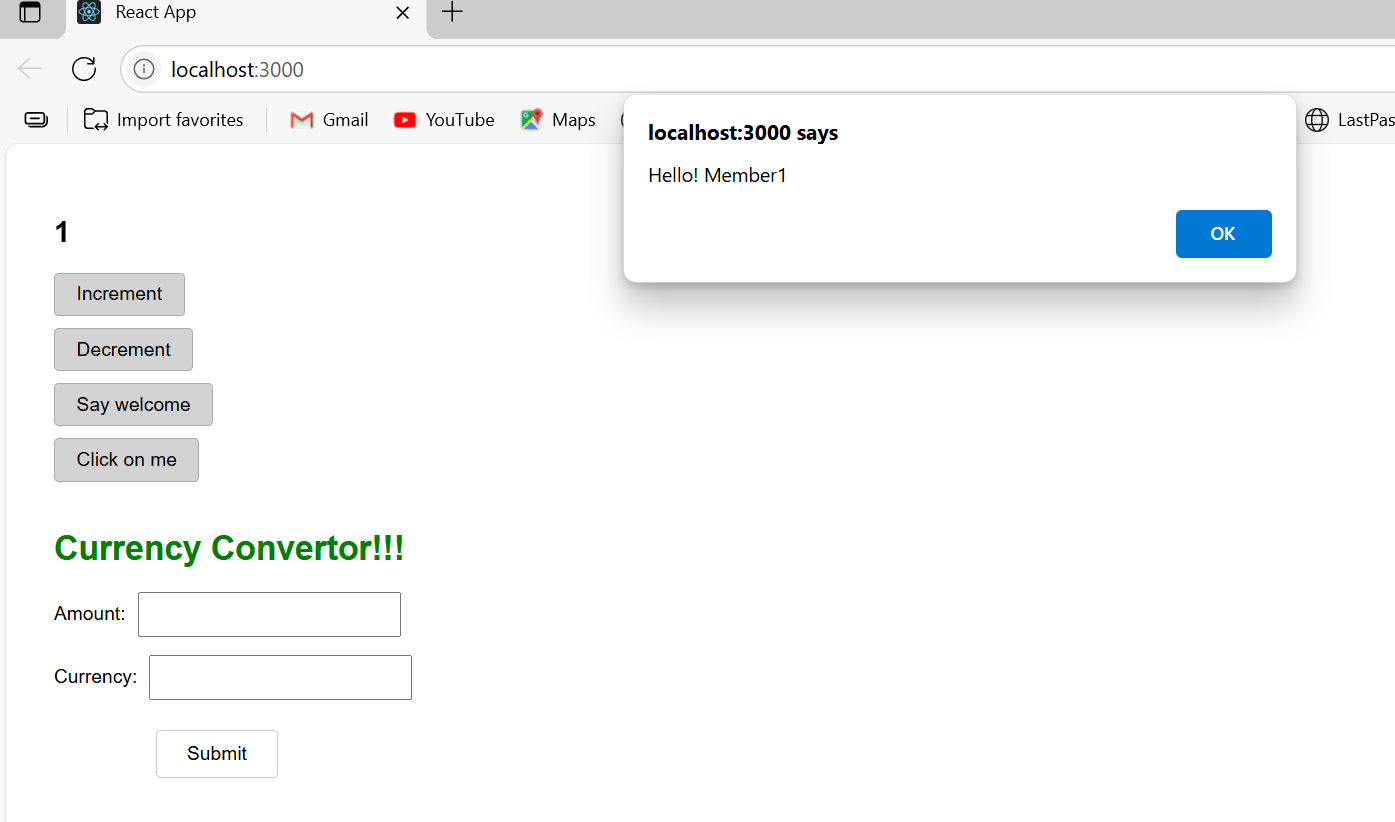 React App
localhost:3000
Import favorites Gmail YouTube Maps
localhost:3000 says
Hello! Member1
OK
1
Increment
Decrement
Say welcome
Click on me
Currency Convertor!!!
Amount:
Currency:
Submit